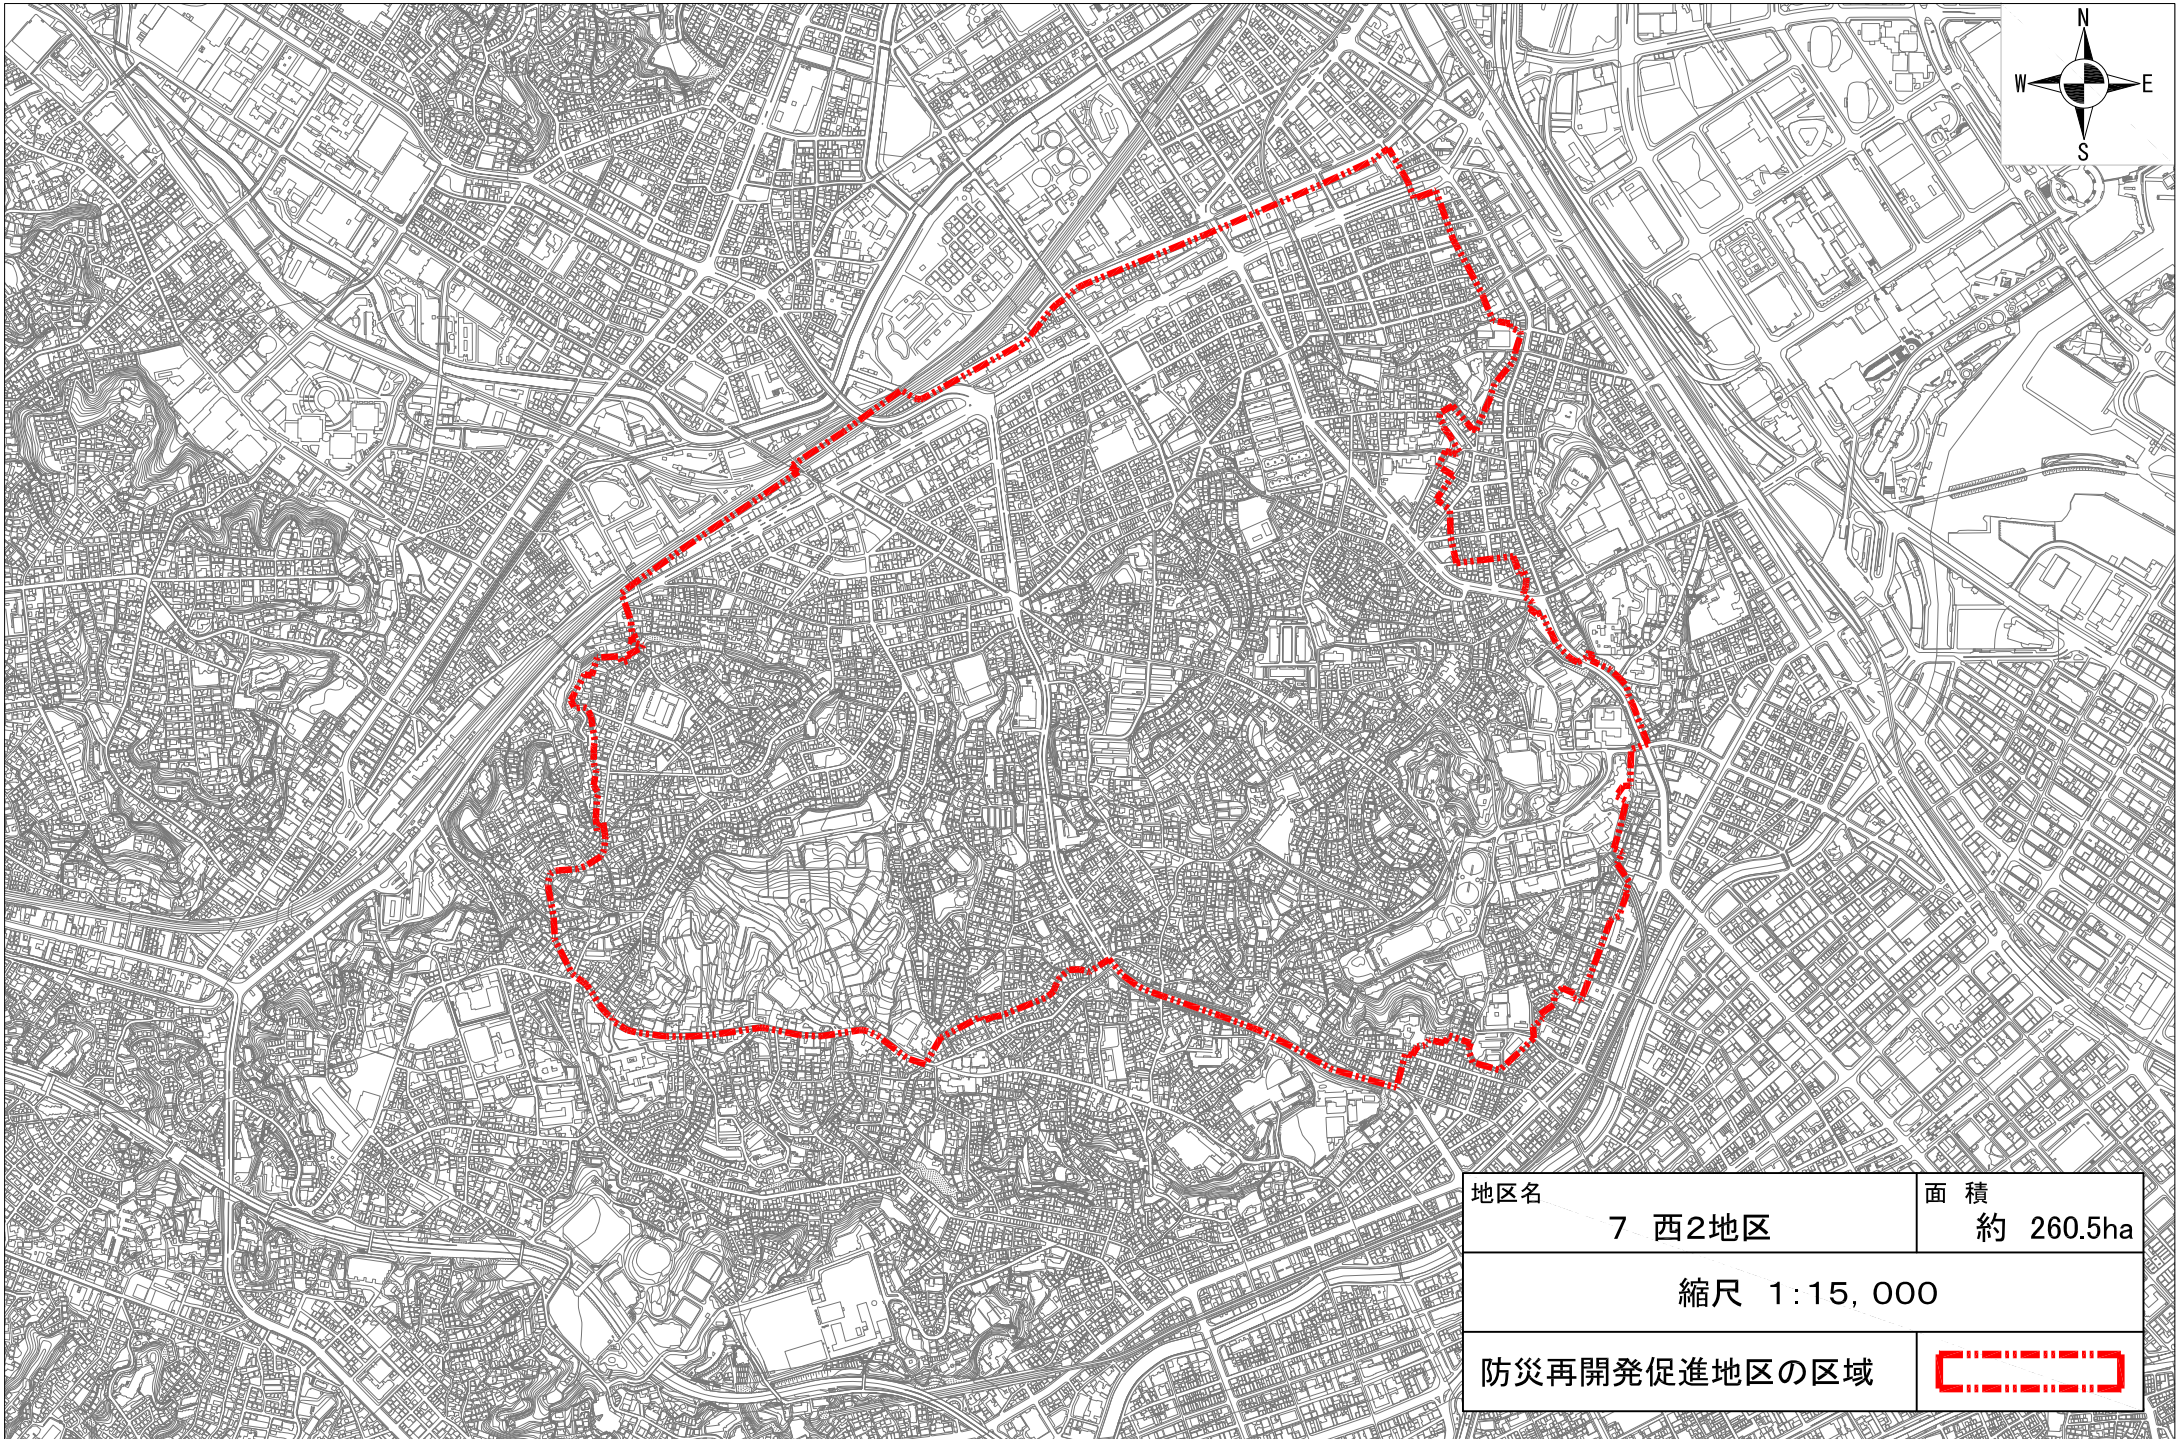 N
W E
S
地区名
7 西2地区
面 積
約 260.5ha
縮尺 1:15,000
防災再開発促進地区の区域